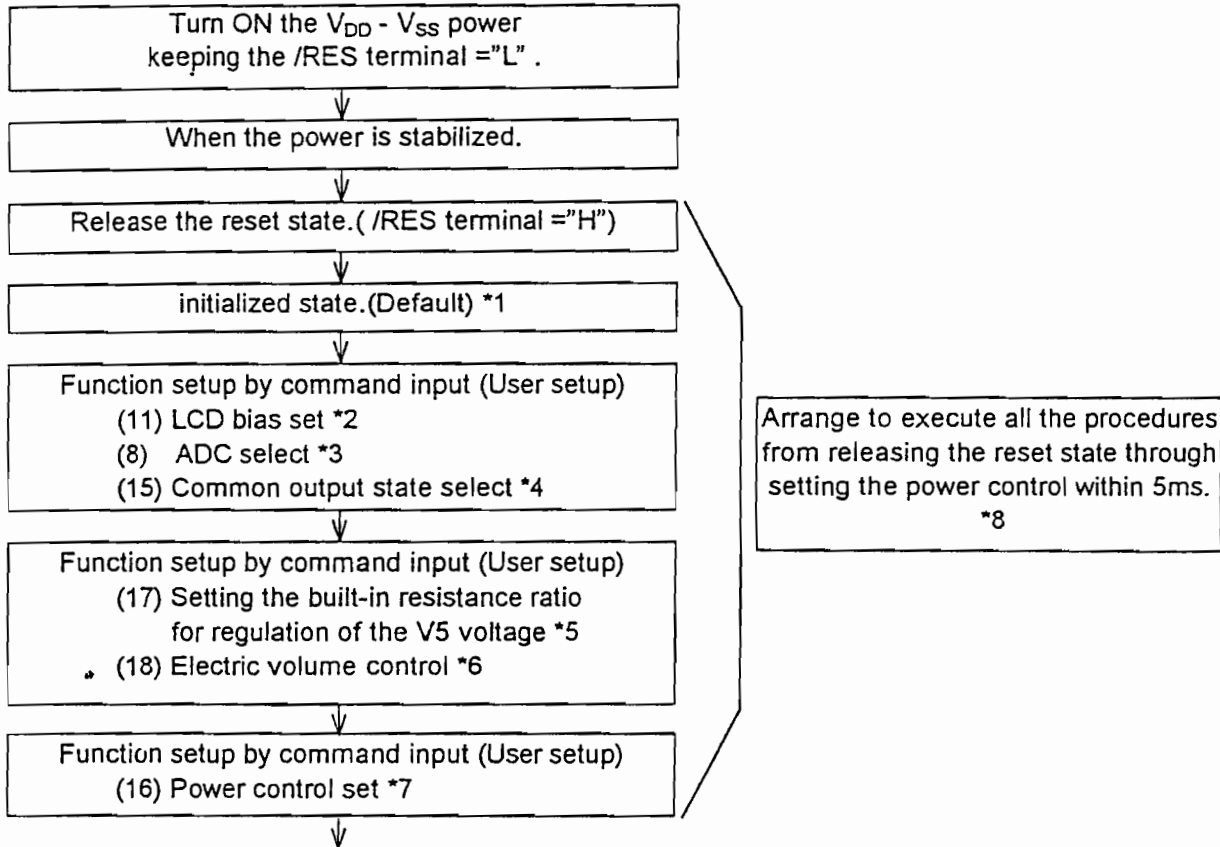 Turn ON the VDD - VSS power
keeping the /RES terminal ="L" .
When the power is stabilized.
Release the reset state.( /RES terminal ="H")
initialized state.(Default) *1
Function setup by command input (User setup)
(11) LCD bias set *2
(8) ADC select *3
(15) Common output state select *4
Function setup by command input (User setup)
(17) Setting the built-in resistance ratio
for regulation of the V5 voltage *5
(18) Electric volume control *6
Function setup by command input (User setup)
(16) Power control set *7
Arrange to execute all the procedures
from releasing the reset state through
setting the power control within 5ms.
*8